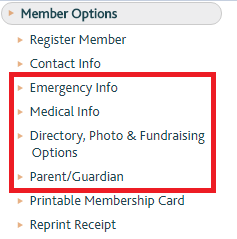 Member Options
Register Member
Contact Info
Emergency Info
Medical Info
Directory, Photo & Fundraising
Options
Parent/Guardian
Printable Membership Card
Reprint Receipt